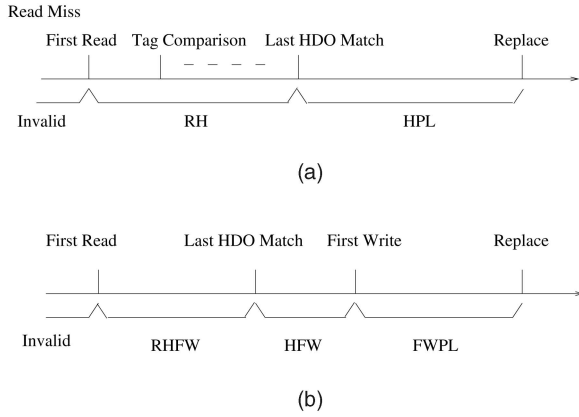 Read Miss
First Read Tag Comparison Last HDO Match Replace
Invalid RH HPL
(a)
First Read Last HDO Match First Write Replace
Invalid RHFW HFW FWPL
(b)